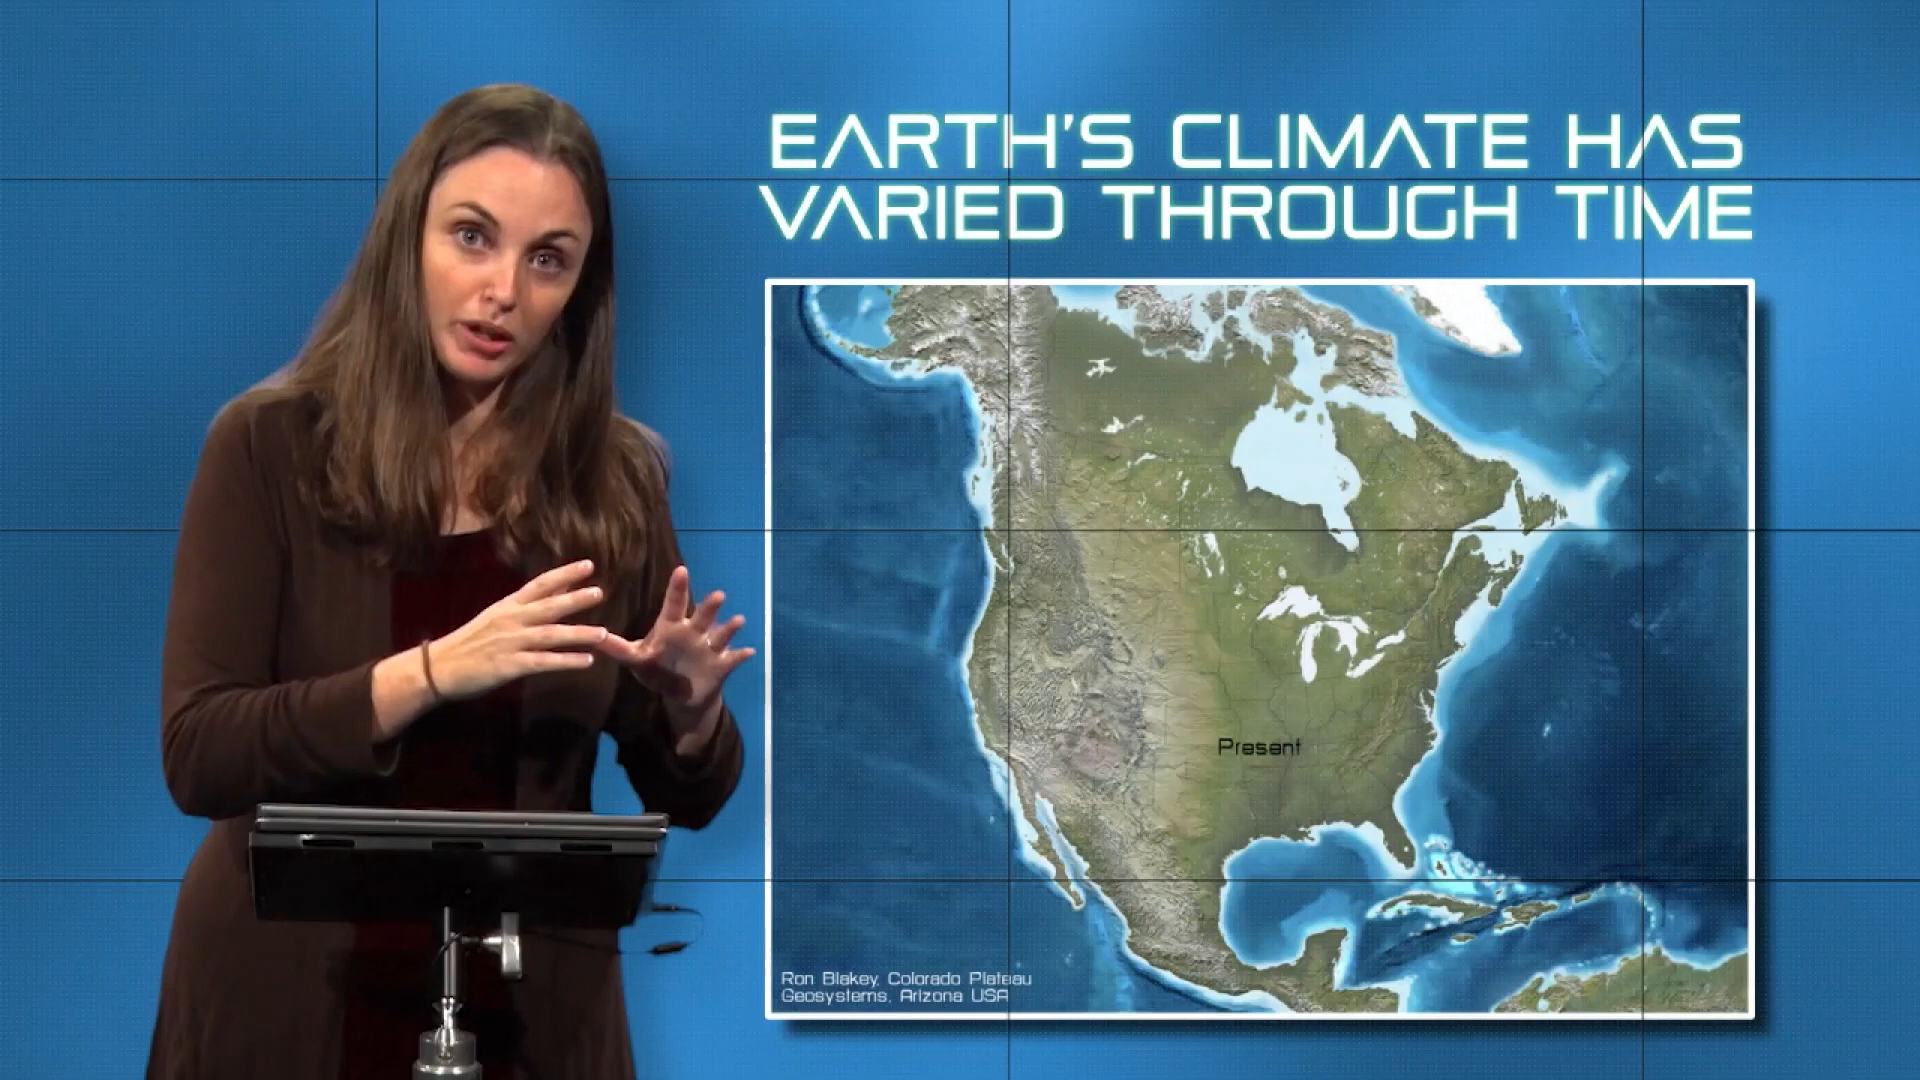 EARTH'S CLIMATE HAS
VARIED THROUGH TIME
Present
Ron Blakey, Colorado Plateau
Geosystems, Arizona USA